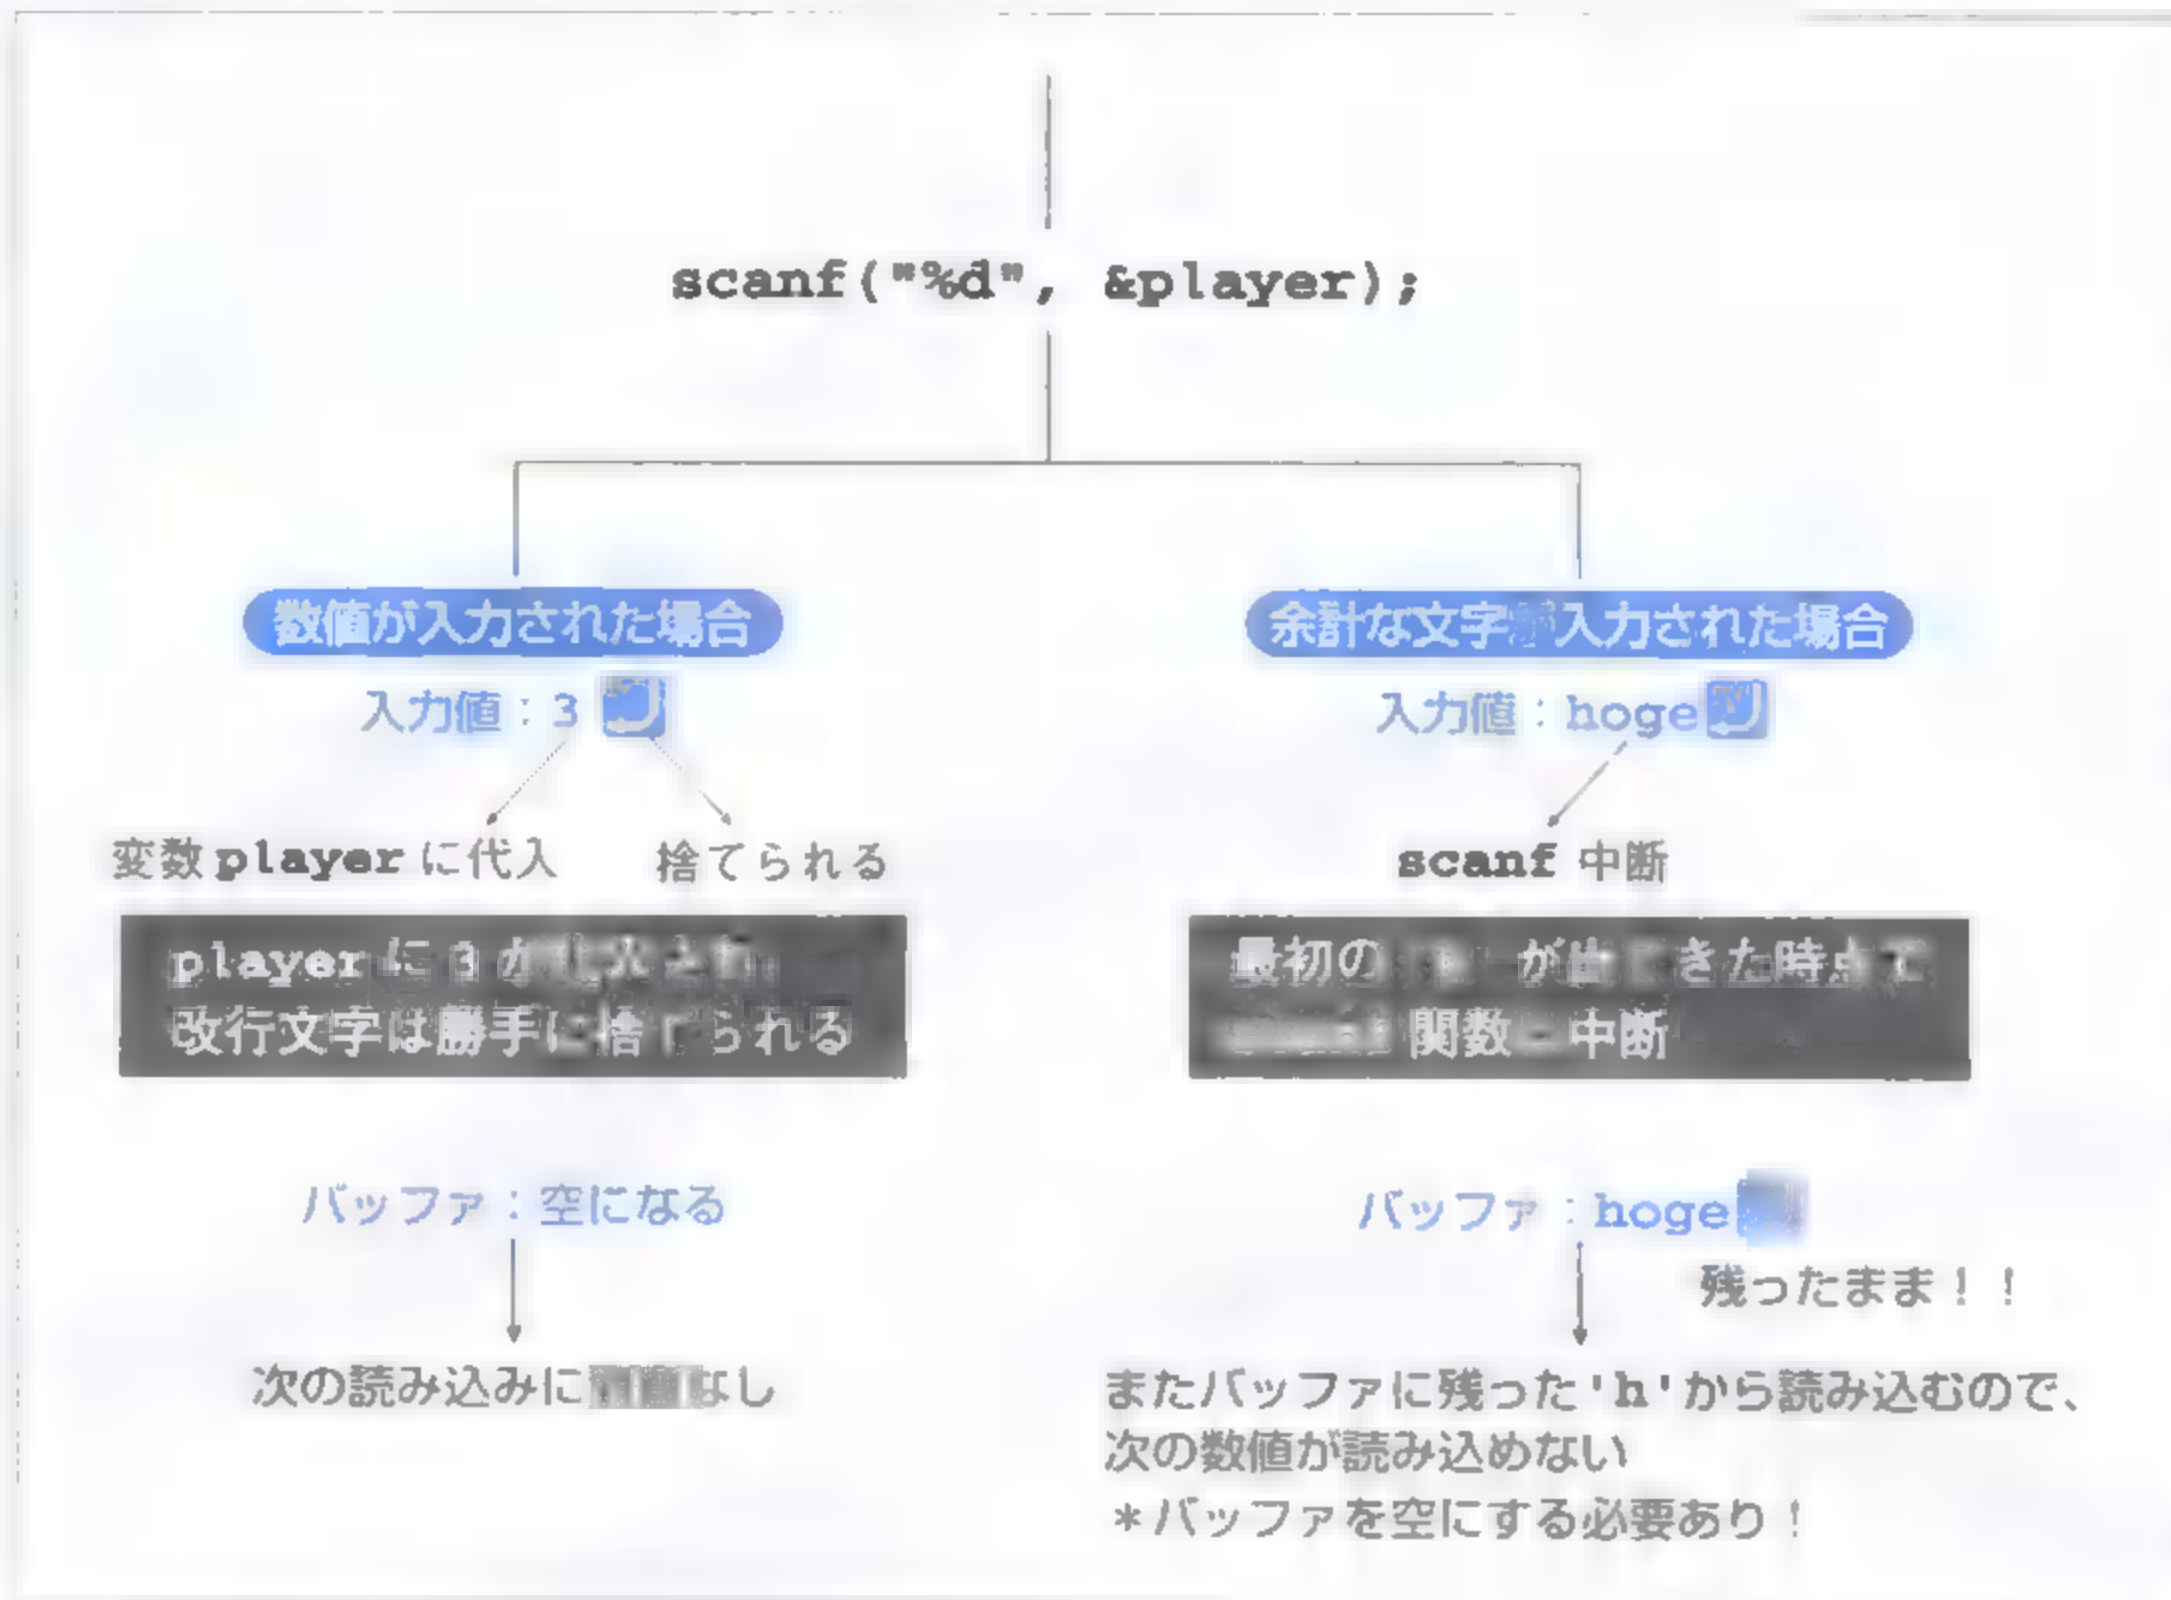 scanf("%d", &player);
数値が入力された場合
入力値：3
変数 player に代入
捨てられる
player に 3 が
改行文字は勝手に捨てられる
バッファ：空になる
次の読み込みに なし
余計な文字が入力された場合
入力値：hoge
scanf 中断
最初の が出てきた時点で
関数 中断
バッファ：hoge
残ったまま！！
またバッファに残った'h'から読み込むので、
次の数値が読み込めない
＊バッファを空にする必要あり！